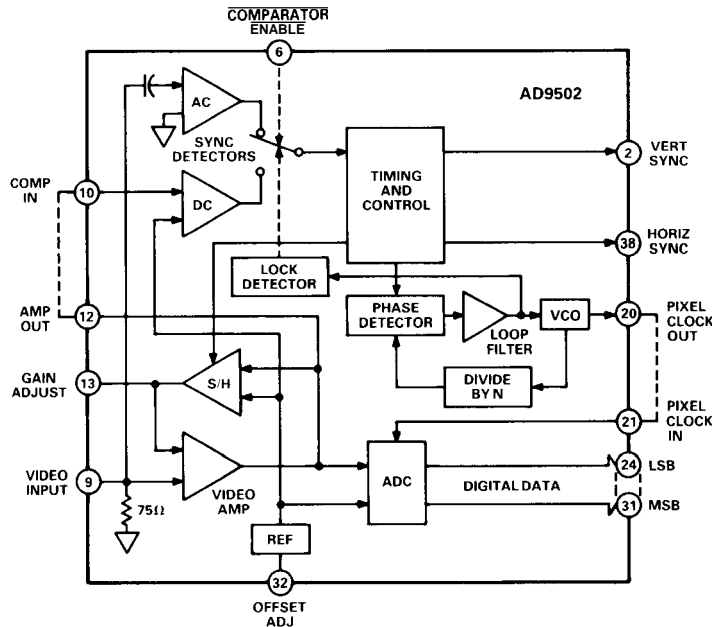 COMPARATOR
ENABLE
6
AD9502
AC
SYNC
DETECTORS
TIMING
AND
CONTROL
2
VERT
SYNC
COMP
IN
10
DC
38
HORIZ
SYNC
LOCK
DETECTOR
AMP
OUT
12
PHASE
DETECTOR
LOOP
FILTER
VCO
20
PIXEL
CLOCK
OUT
GAIN
ADJUST
13
S/H
DIVIDE
BY N
21
PIXEL
CLOCK
IN
VIDEO
INPUT
9
75Ω
VIDEO
AMP
ADC
DIGITAL DATA
24
LSB
31
MSB
REF
32
OFFSET
ADJ